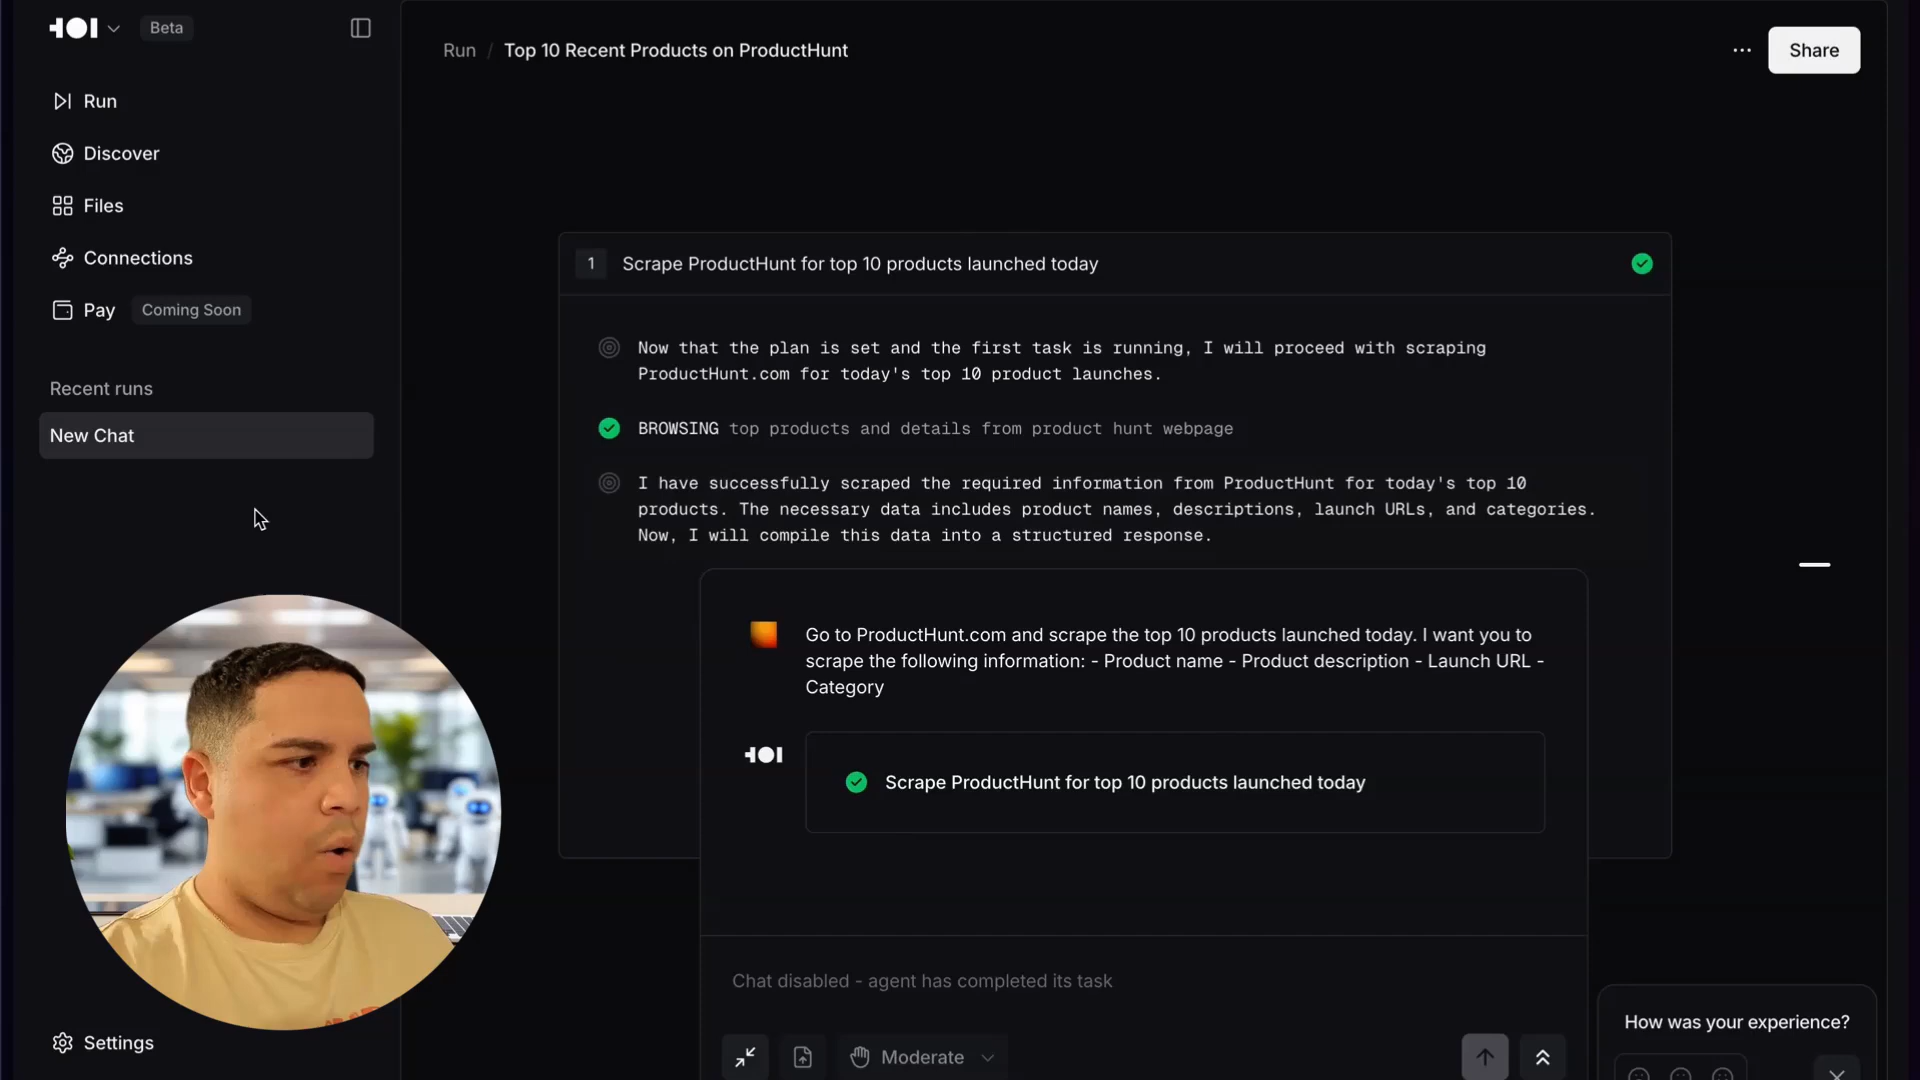 Beta
Run
Discover
Files
Connections
Pay Coming Soon
Recent runs
New Chat
Settings
Run / Top 10 Recent Products on ProductHunt
Share
1 Scrape ProductHunt for top 10 products launched today
Now that the plan is set and the first task is running, I will proceed with scraping
ProductHunt.com for today's top 10 product launches.
BROWSING top products and details from product hunt webpage
I have successfully scraped the required information from ProductHunt for today's top 10
products. The necessary data includes product names, descriptions, launch URLs, and categories.
Now, I will compile this data into a structured response.
Go to ProductHunt.com and scrape the top 10 products launched today. I want you to
scrape the following information: - Product name - Product description - Launch URL -
Category
Scrape ProductHunt for top 10 products launched today
Chat disabled - agent has completed its task
Moderate
How was your experience?